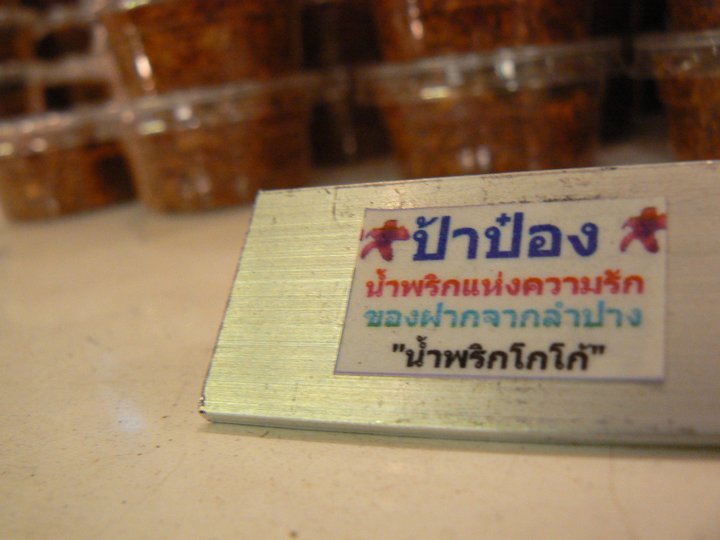 ป้าป๋อง
น้ำพริกแห่งความรัก
ของฝากจากลำปาง
"น้ำพริกโกโก้"